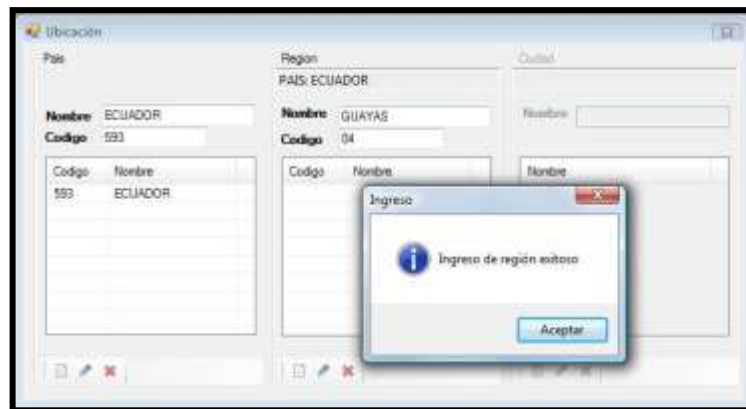 Ubicación
País
Nombre ECUADOR
Codigo 593
Codigo Nombre
593 ECUADOR
Region
PAÍS: ECUADOR
Nombre GUAYAS
Codigo 04
Codigo Nombre
Ciudad
Nombre
Nombre
Ingreso
Ingreso de región exitoso
Aceptar